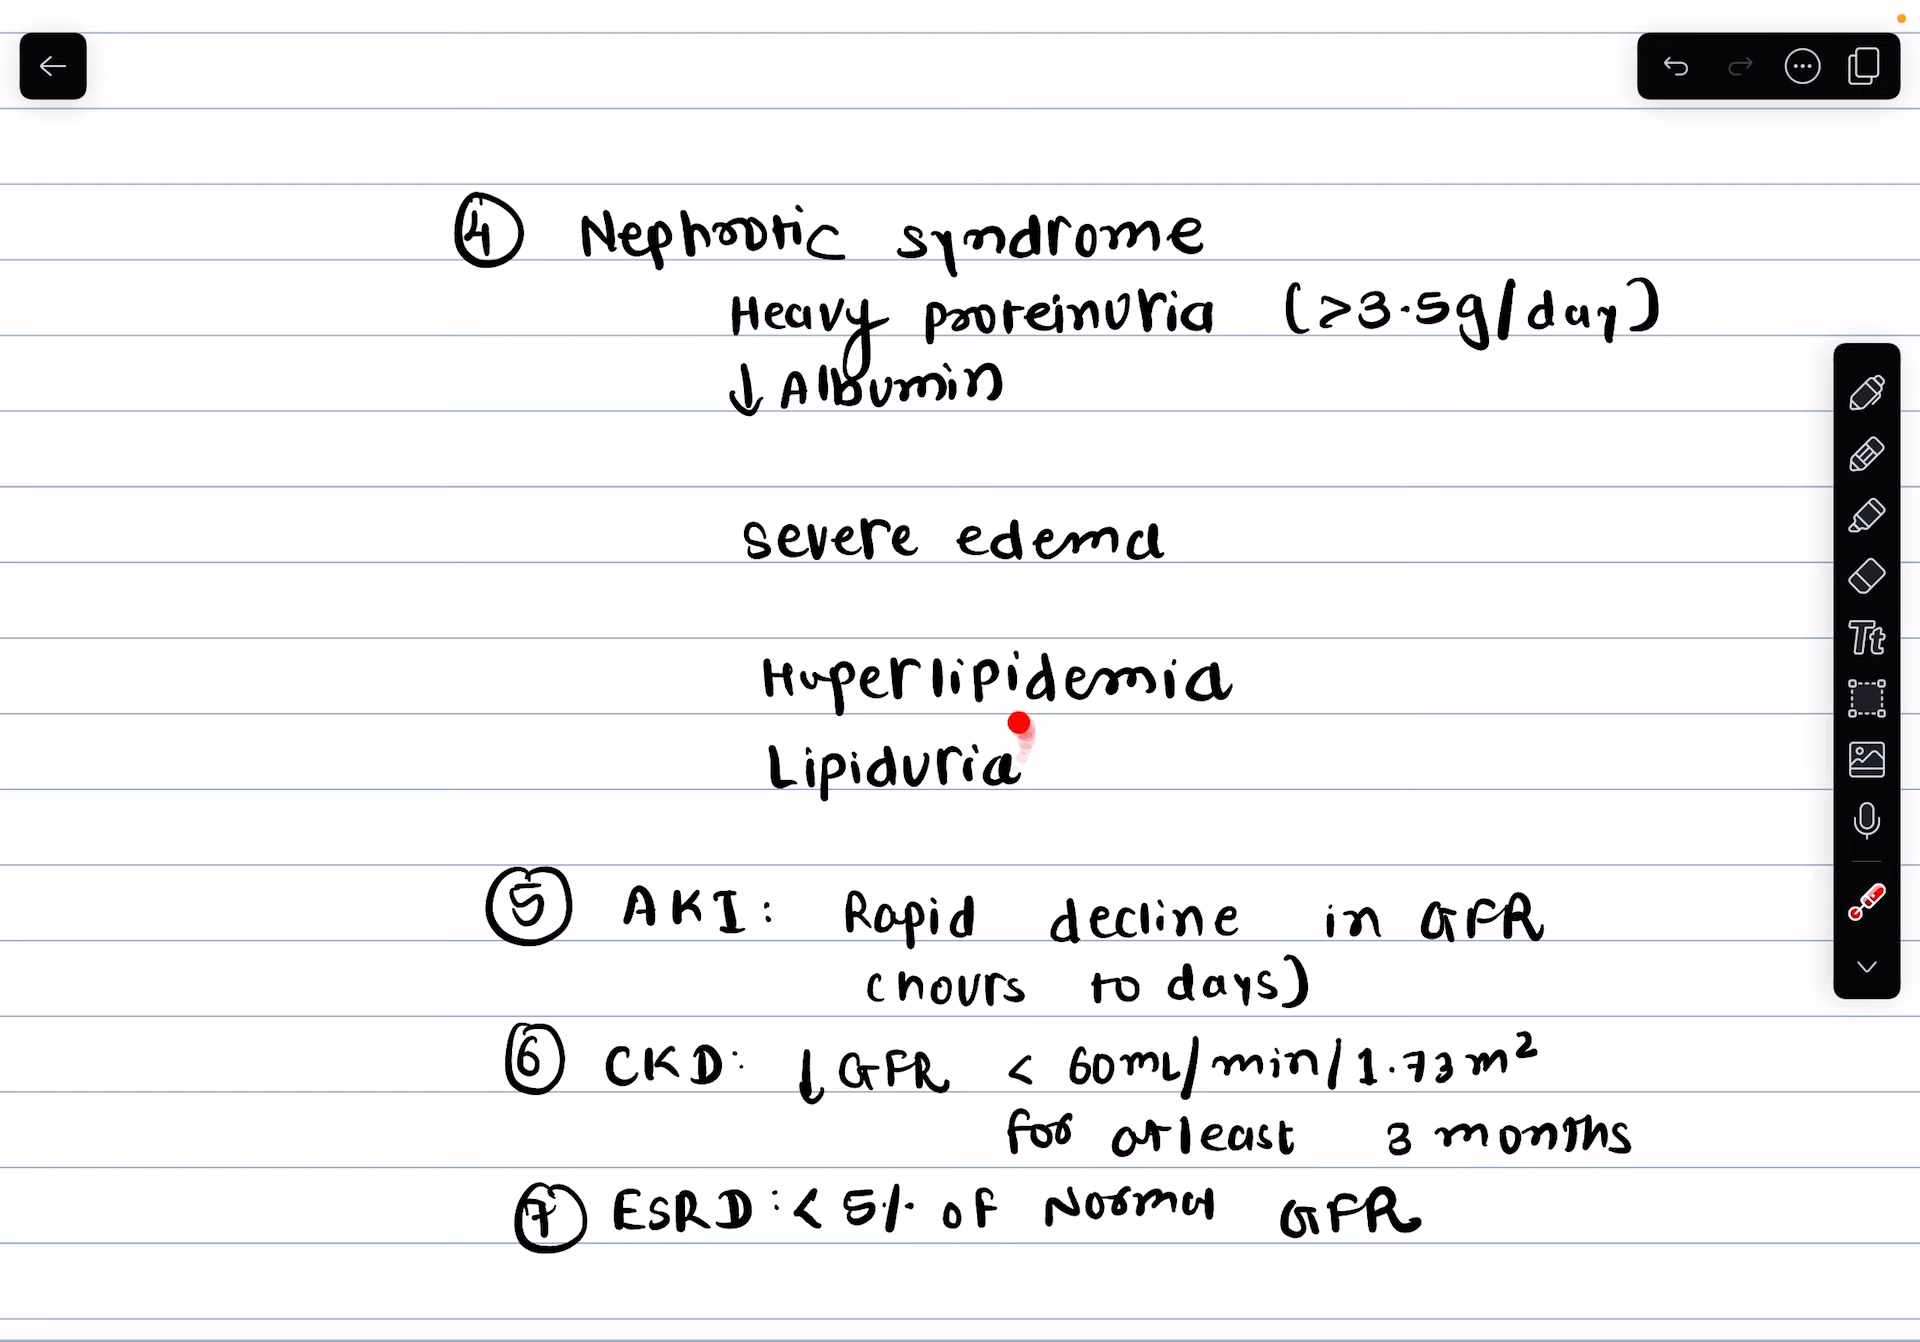 ④ Nephrotic syndrome
Heavy proteinuria (>3.5g/day)
↓ Albumin
severe edema
Huperlipidemia
Lipiduria
⑤ AKI: Rapid decline in GFR
(hours to days)
⑥ CKD: ↓ GFR < 60mL/min/1.73m²
for atleast 3 months
⑦ ESRD: < 5% of Normal GFR
Tt